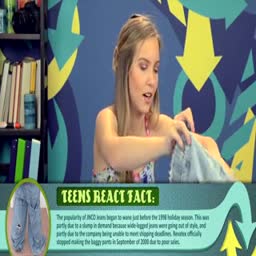 TEENS REACT FACT:
The popularity of JNCO Jeans began to wane just before the 1998 holiday season. This was
partly due to a slump in demand because wide-legged jeans were going out of style, and
partly due to the company being unable to meet shipping deadlines. Revatex officially
stopped making the baggy pants in September of 2000 due to poor sales.